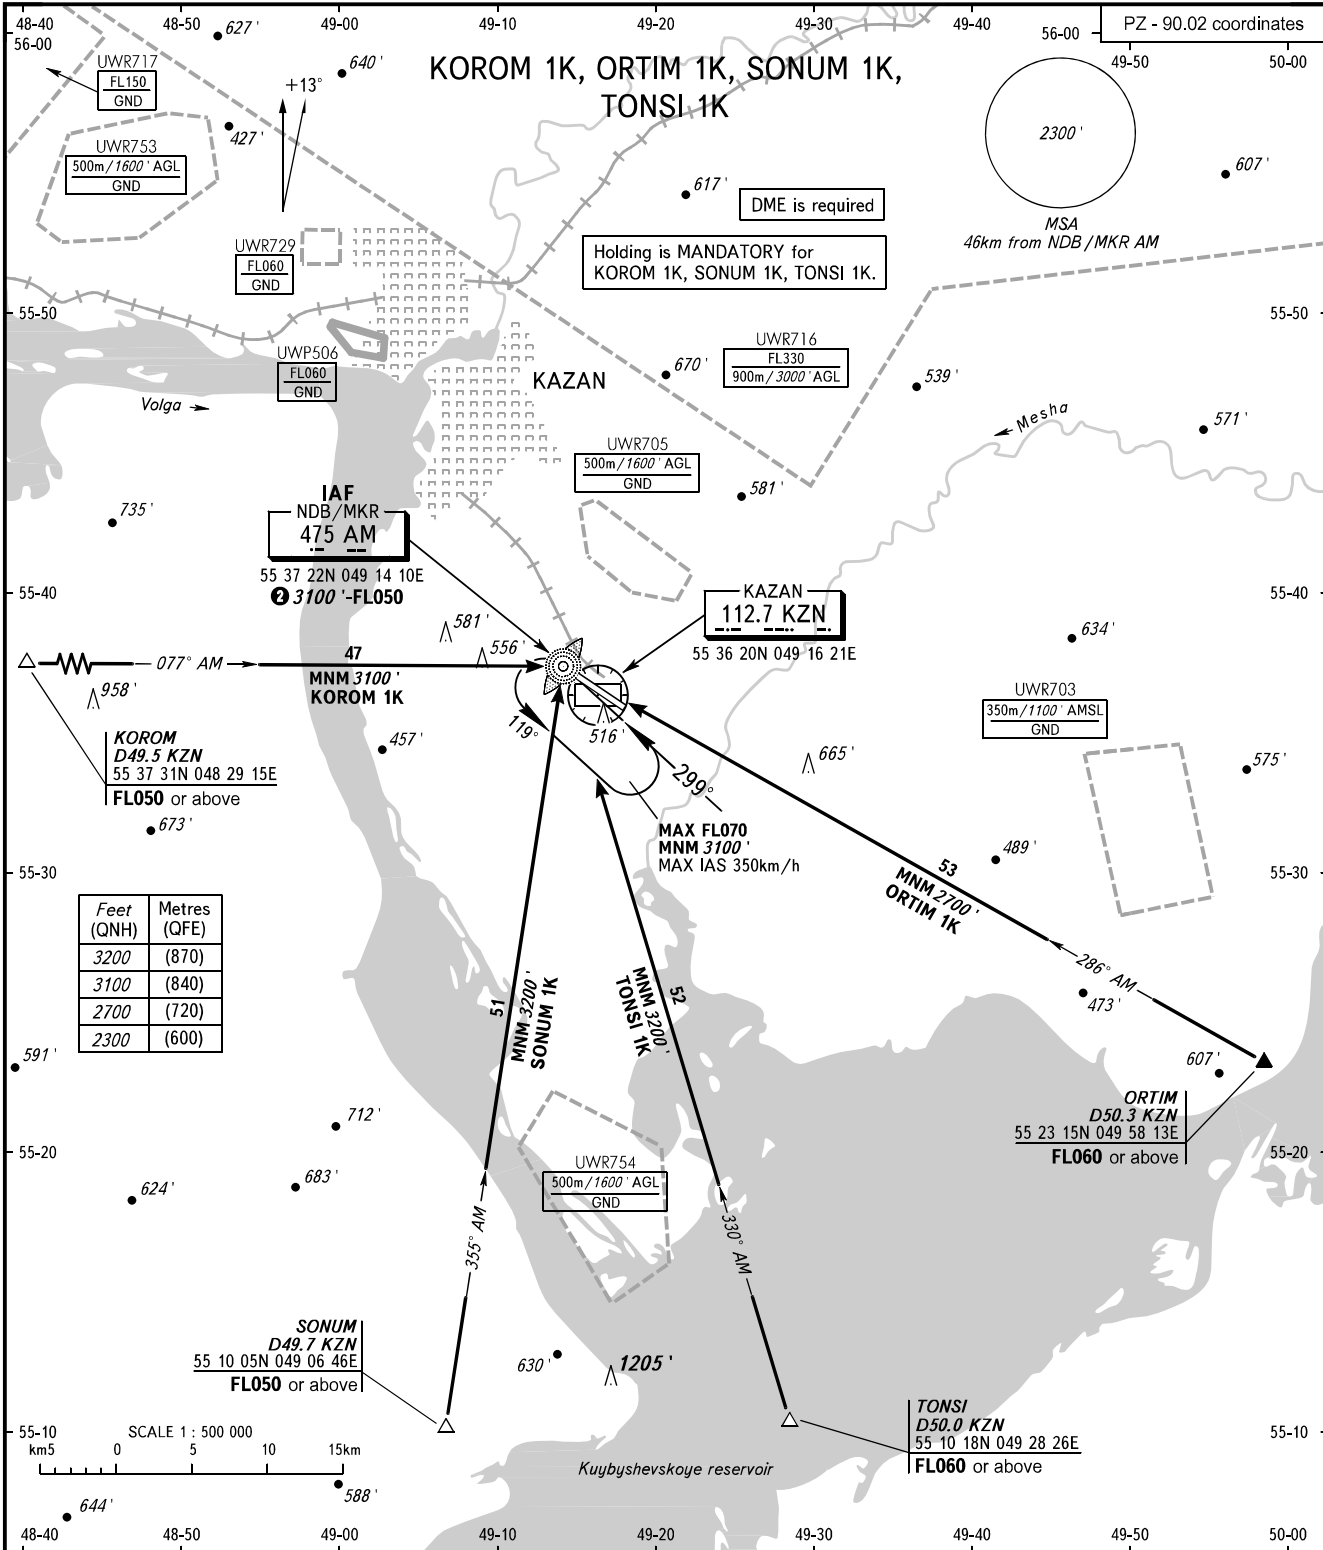 48-40
48-50
49-00
49-10
49-20
49-30
49-40
49-50
50-00
56-00
56-00
PZ - 90.02 coordinates
KOROM 1K, ORTIM 1K, SONUM 1K,
TONSI 1K
627'
640'
+13°
UWR717
FL150
GND
427'
UWR753
500m/1600' AGL
GND
2300'
MSA
46km from NDB/MKR AM
607'
617'
DME is required
Holding is MANDATORY for
KOROM 1K, SONUM 1K, TONSI 1K.
UWR729
FL060
GND
55-50
55-50
UWP506
FL060
GND
Volga
KAZAN
670'
UWR716
FL330
900m/3000' AGL
539'
Mesha
571'
UWR705
500m/1600' AGL
GND
581'
735'
IAF
NDB/MKR
475 AM
55 37 22N 049 14 10E
2 3100'-FL050
55-40
55-40
KAZAN
112.7 KZN
55 36 20N 049 16 21E
581'
556'
634'
077° AM
47
MNM 3100'
KOROM 1K
958'
UWR703
350m/1100' AMSL
GND
KOROM
D49.5 KZN
55 37 31N 048 29 15E
FL050 or above
457'
119°
516'
299°
665'
575'
673'
MAX FL070
MNM 3100'
MAX IAS 350km/h
489'
55-30
55-30
53
MNM 2700'
ORTIM 1K
286° AM
473'
Feet
(QNH)
Metres
(QFE)
3200 (870)
3100 (840)
2700 (720)
2300 (600)
51
MNM 3200'
SONUM 1K
52
MNM 3200'
TONSI 1K
591'
607'
ORTIM
D50.3 KZN
55 23 15N 049 58 13E
FL060 or above
712'
55-20
55-20
683'
624'
UWR754
500m/1600' AGL
GND
355° AM
330° AM
SONUM
D49.7 KZN
55 10 05N 049 06 46E
FL050 or above
630'
1205'
TONSI
D50.0 KZN
55 10 18N 049 28 26E
FL060 or above
55-10
55-10
SCALE 1 : 500 000
km5 0 5 10 15km
Kuybyshevskoye reservoir
588'
644'
48-40
48-50
49-00
49-10
49-20
49-30
49-40
49-50
50-00